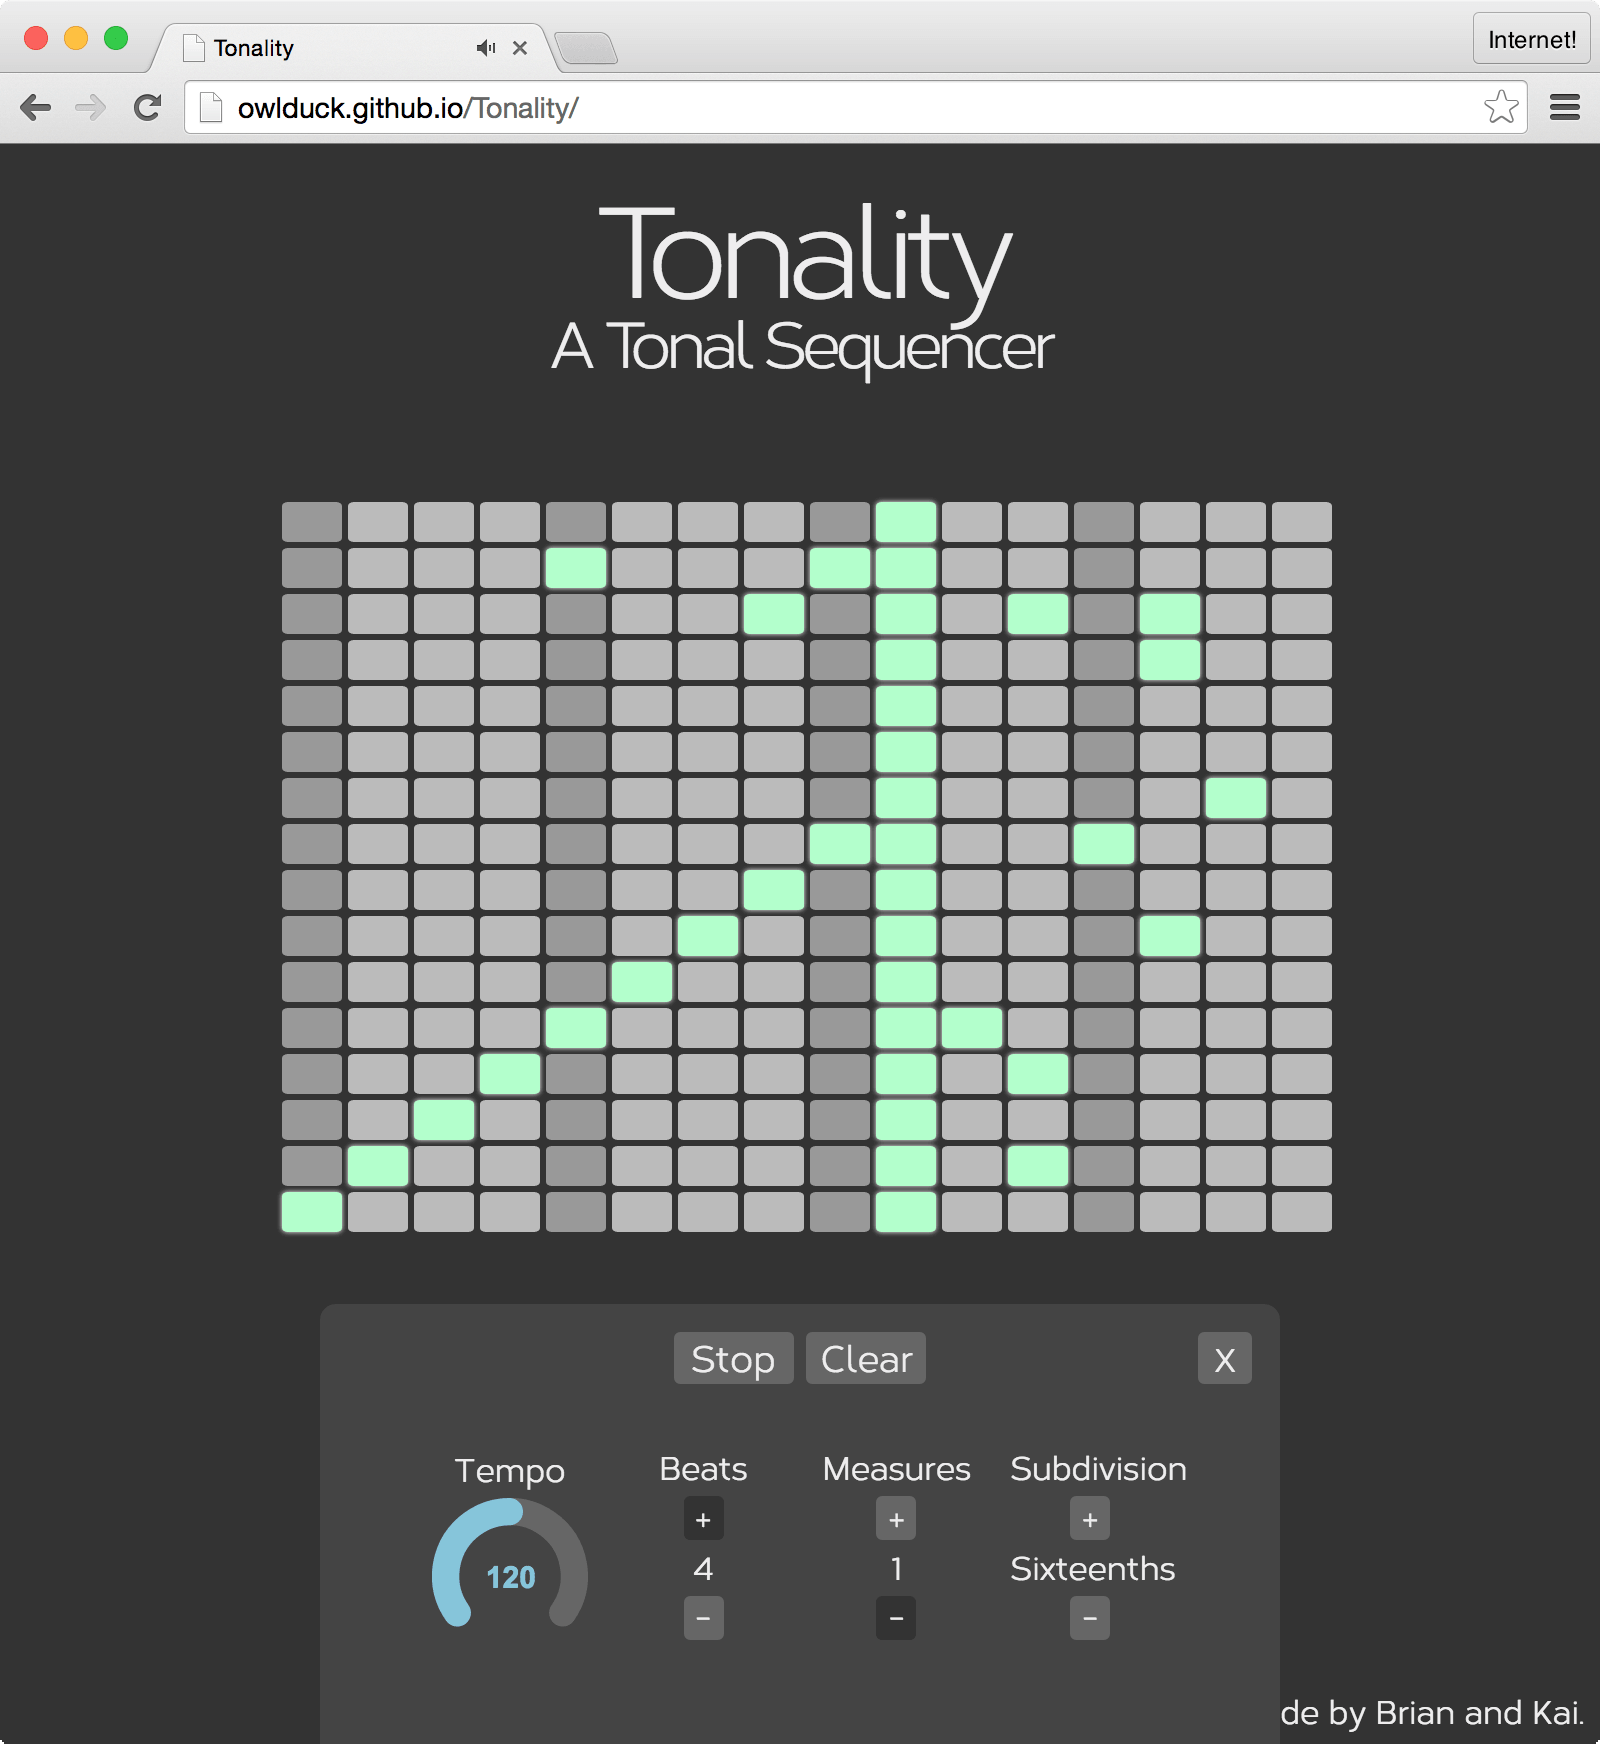 Tonality
Internet!
owlduck.github.io/Tonality/
Tonality
A Tonal Sequencer
Stop Clear X
Tempo Beats Measures Subdivision
+ + +
120 4 1 Sixteenths
− − −
de by Brian and Kai.